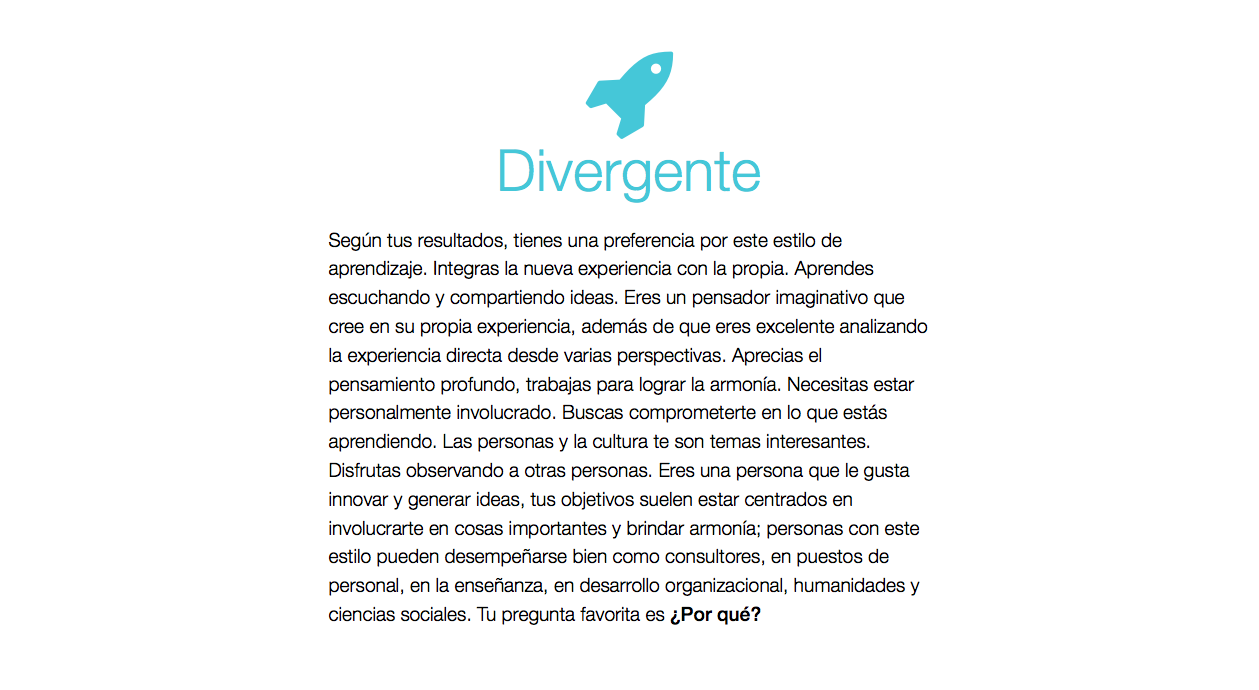 Divergente
Según tus resultados, tienes una preferencia por este estilo de
aprendizaje. Integras la nueva experiencia con la propia. Aprendes
escuchando y compartiendo ideas. Eres un pensador imaginativo que
cree en su propia experiencia, además de que eres excelente analizando
la experiencia directa desde varias perspectivas. Aprecias el
pensamiento profundo, trabajas para lograr la armonía. Necesitas estar
personalmente involucrado. Buscas comprometerte en lo que estás
aprendiendo. Las personas y la cultura te son temas interesantes.
Disfrutas observando a otras personas. Eres una persona que le gusta
innovar y generar ideas, tus objetivos suelen estar centrados en
involucrarte en cosas importantes y brindar armonía; personas con este
estilo pueden desempeñarse bien como consultores, en puestos de
personal, en la enseñanza, en desarrollo organizacional, humanidades y
ciencias sociales. Tu pregunta favorita es ¿Por qué?